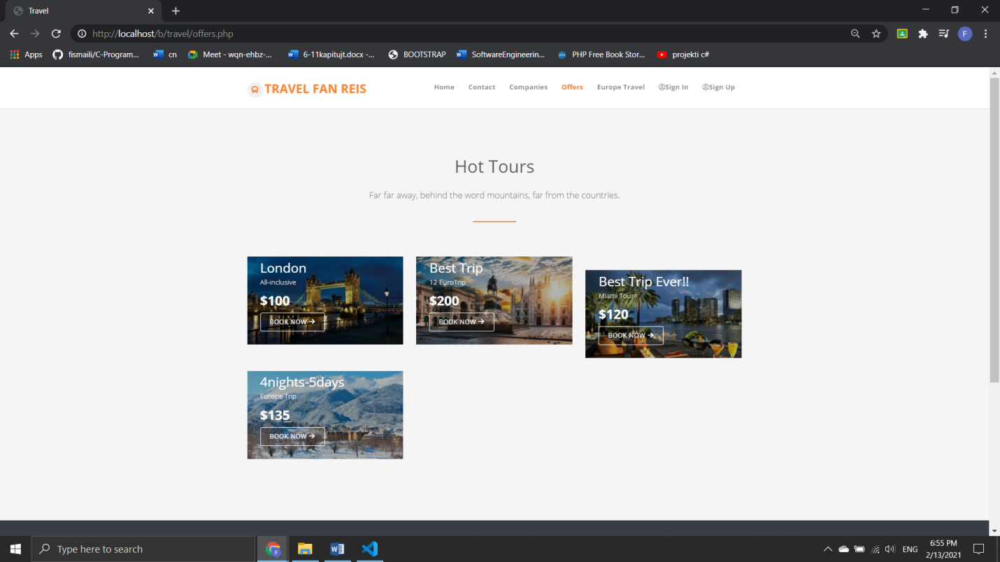 Travel
http://localhost/b/travel/offers.php
F
Apps
fismaili/C-Program...
cn
Meet - wqn-ehbz-...
6-11kapitujt.docx -...
BOOTSTRAP
SoftwareEngineerin...
PHP Free Book Stor...
projekti c#
TRAVEL FAN REIS
Home
Contact
Companies
Offers
Europe Travel
Sign In
Sign Up
Hot Tours
Far far away, behind the word mountains, far from the countries.
London
All-inclusive
$100
BOOK NOW
Best Trip
12 EuroTrip
$200
BOOK NOW
Best Trip Ever!!
Miami Tour
$120
BOOK NOW
4nights-5days
Europe Trip
$135
BOOK NOW
Type here to search
F
ENG
6:55 PM
2/13/2021